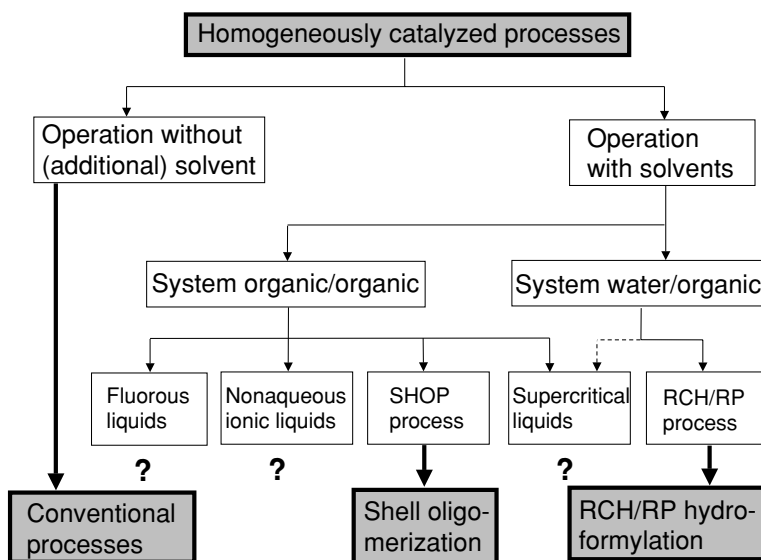 Homogeneously catalyzed processes
Operation without
(additional) solvent
Operation
with solvents
System organic/organic
System water/organic
Fluorous
liquids
Nonaqueous
ionic liquids
SHOP
process
Supercritical
liquids
RCH/RP
process
?
?
?
Conventional
processes
Shell oligo-
merization
RCH/RP hydro-
formylation